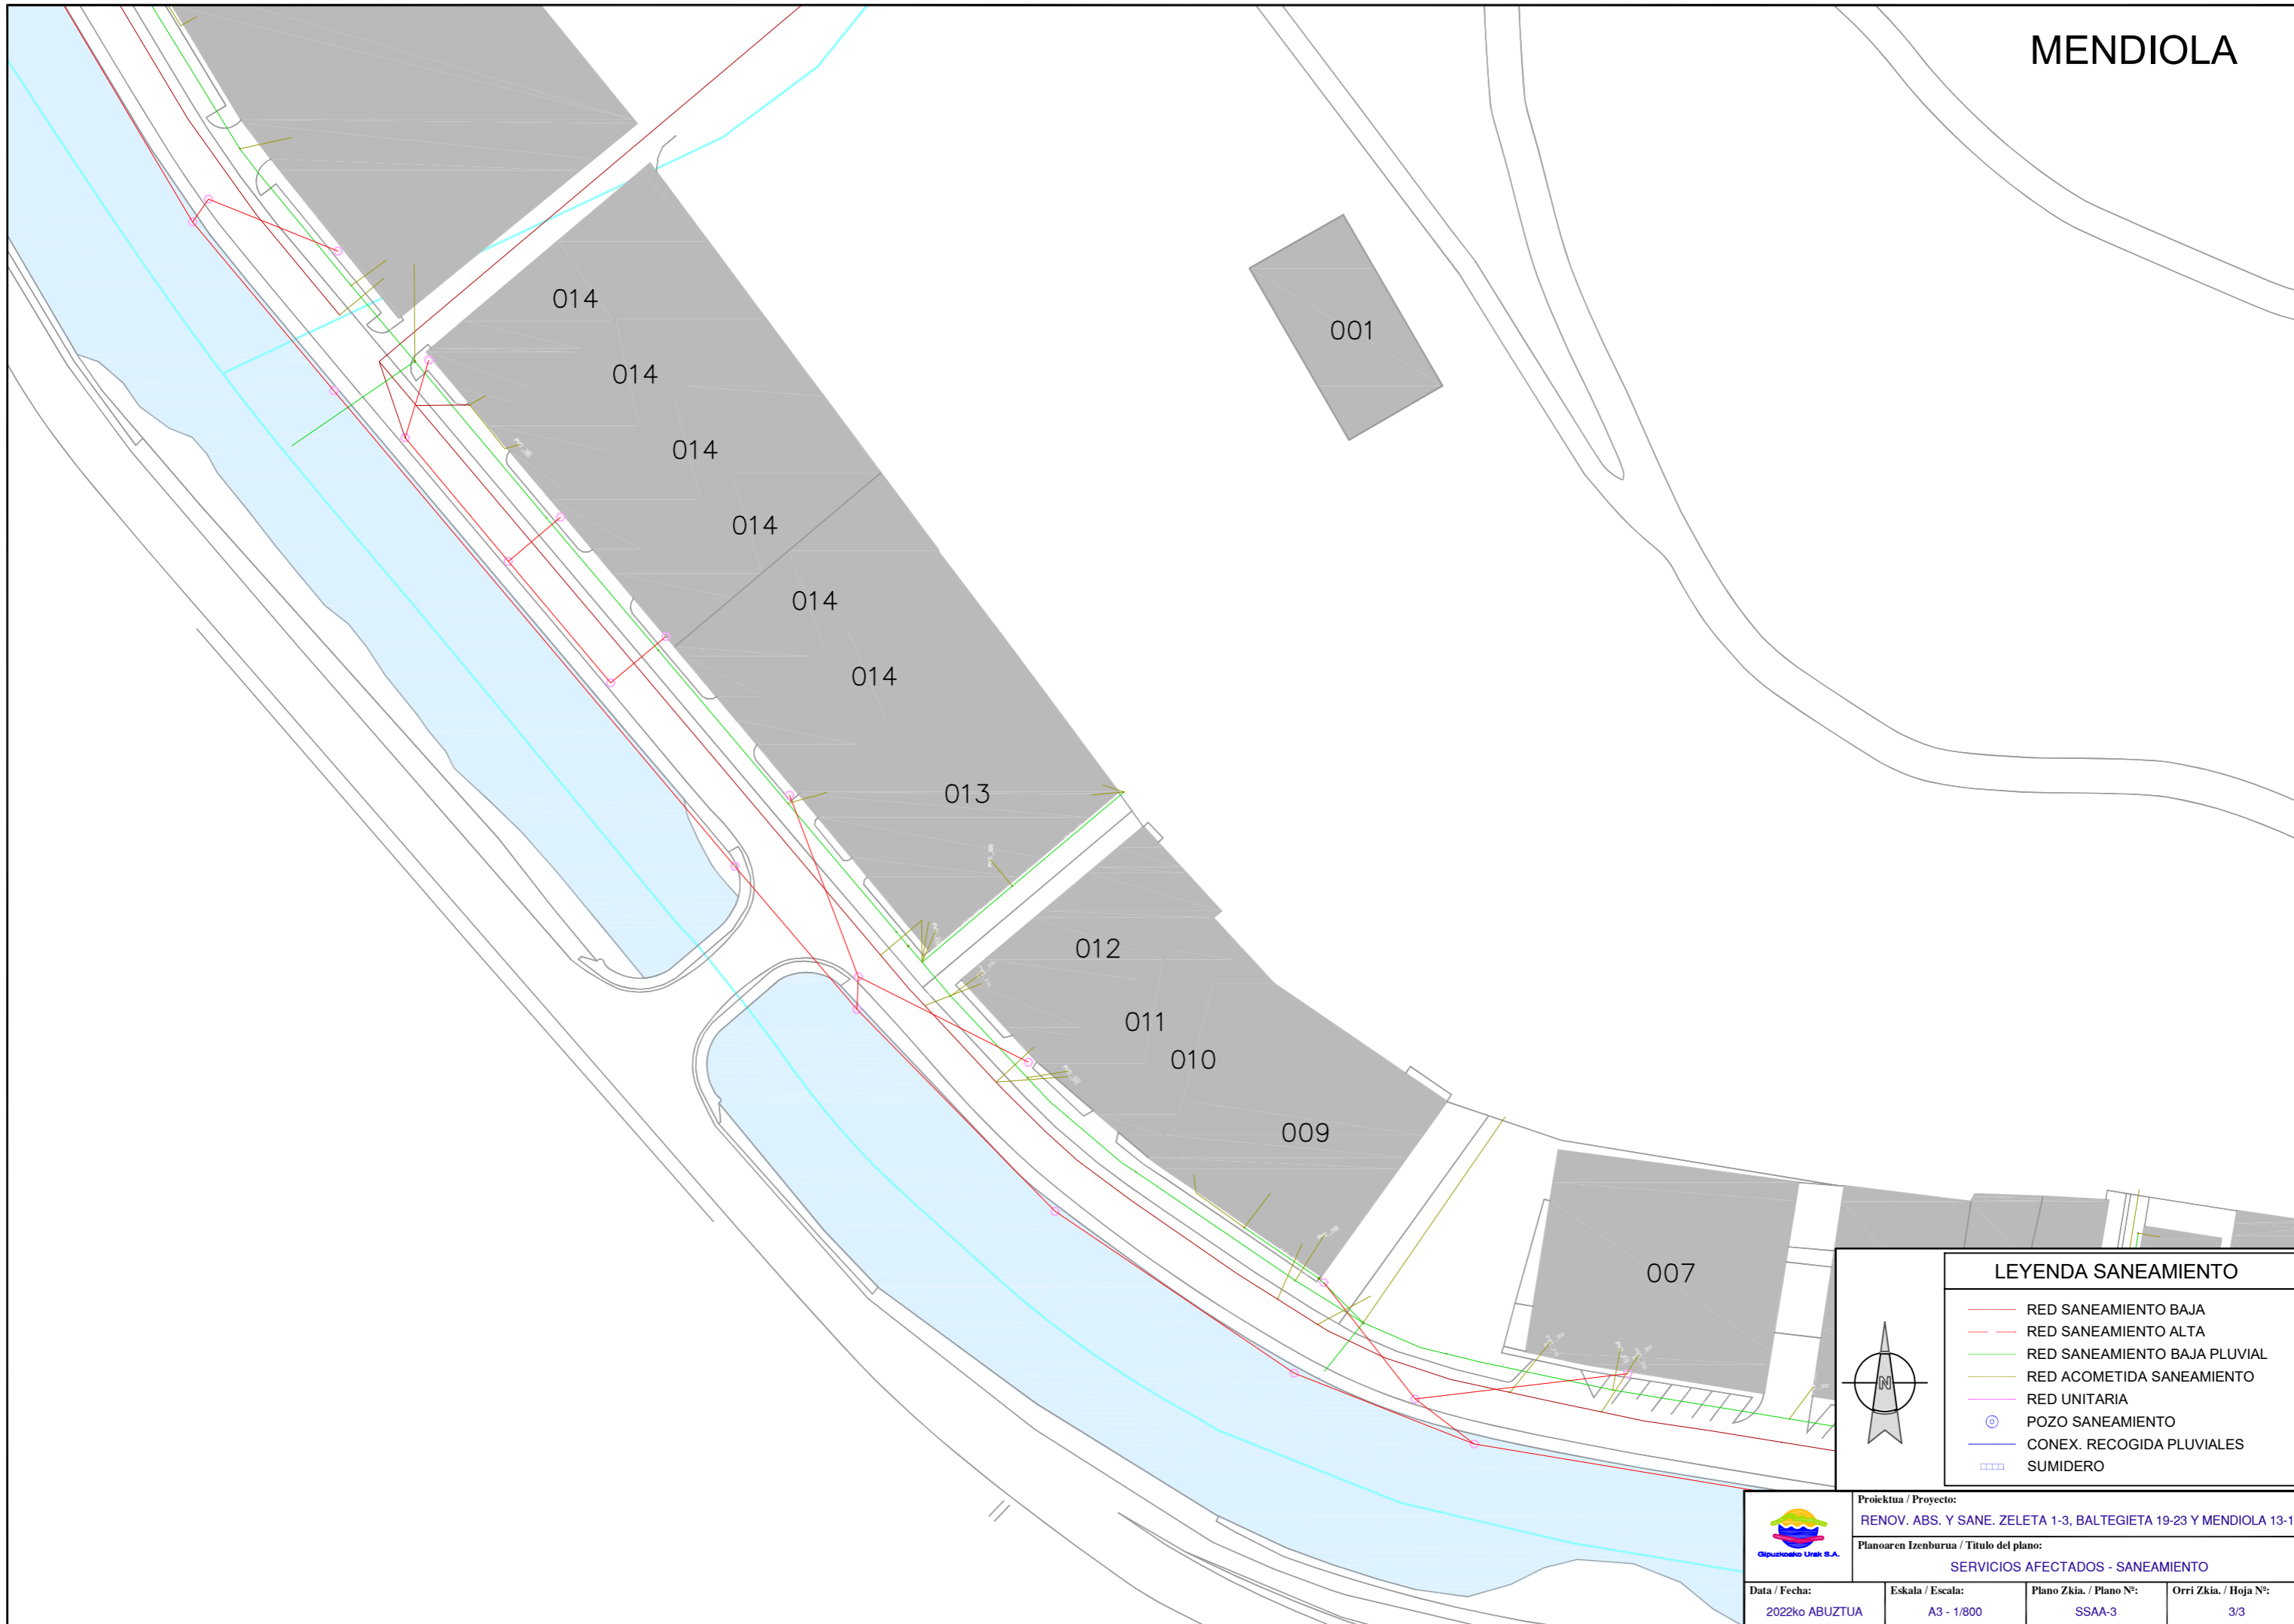 MENDIOLA
014
001
014
014
014
014
014
013
012
011
010
009
007
LEYENDA SANEAMIENTO
RED SANEAMIENTO BAJA
RED SANEAMIENTO ALTA
RED SANEAMIENTO BAJA PLUVIAL
RED ACOMETIDA SANEAMIENTO
RED UNITARIA
POZO SANEAMIENTO
CONEX. RECOGIDA PLUVIALES
SUMIDERO
N
Gipuzkoako Urak S.A.
Proiektua / Proyecto:
RENOV. ABS. Y SANE. ZELETA 1-3, BALTEGIETA 19-23 Y MENDIOLA 13-1
Planoaren Izenburua / Titulo del plano:
SERVICIOS AFECTADOS - SANEAMIENTO
Data / Fecha:
2022ko ABUZTUA
Eskala / Escala:
A3 - 1/800
Plano Zkia. / Plano Nº:
SSAA-3
Orri Zkia. / Hoja Nº:
3/3